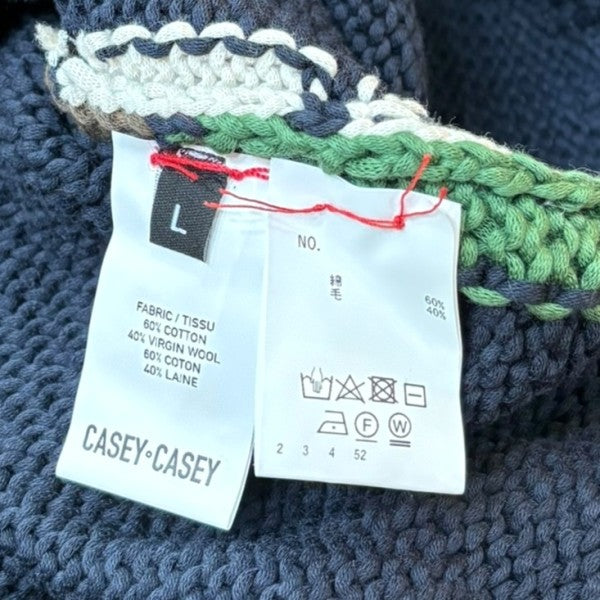 L
FABRIC / TISSU
60% COTTON
40% VIRGIN WOOL
60% COTON
40% LAINE
CASEY•CASEY
NO.
綿 60%
毛 40%
F W
2 3 4 52